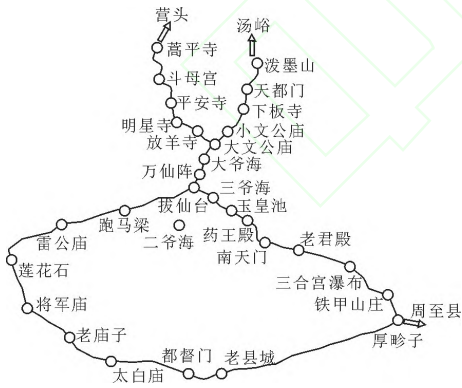 营头
汤峪
蒿平寺
泼墨山
斗母宫
天都门
平安寺
下板寺
明星寺
小文公庙
放羊寺
大文公庙
大爷海
万仙阵
三爷海
拔仙台
玉皇池
跑马梁
二爷海
药王殿
老君殿
雷公庙
南天门
莲花石
三合宫瀑布
将军庙
铁甲山庄
周至县
老庙子
厚畛子
都督门
老县城
太白庙